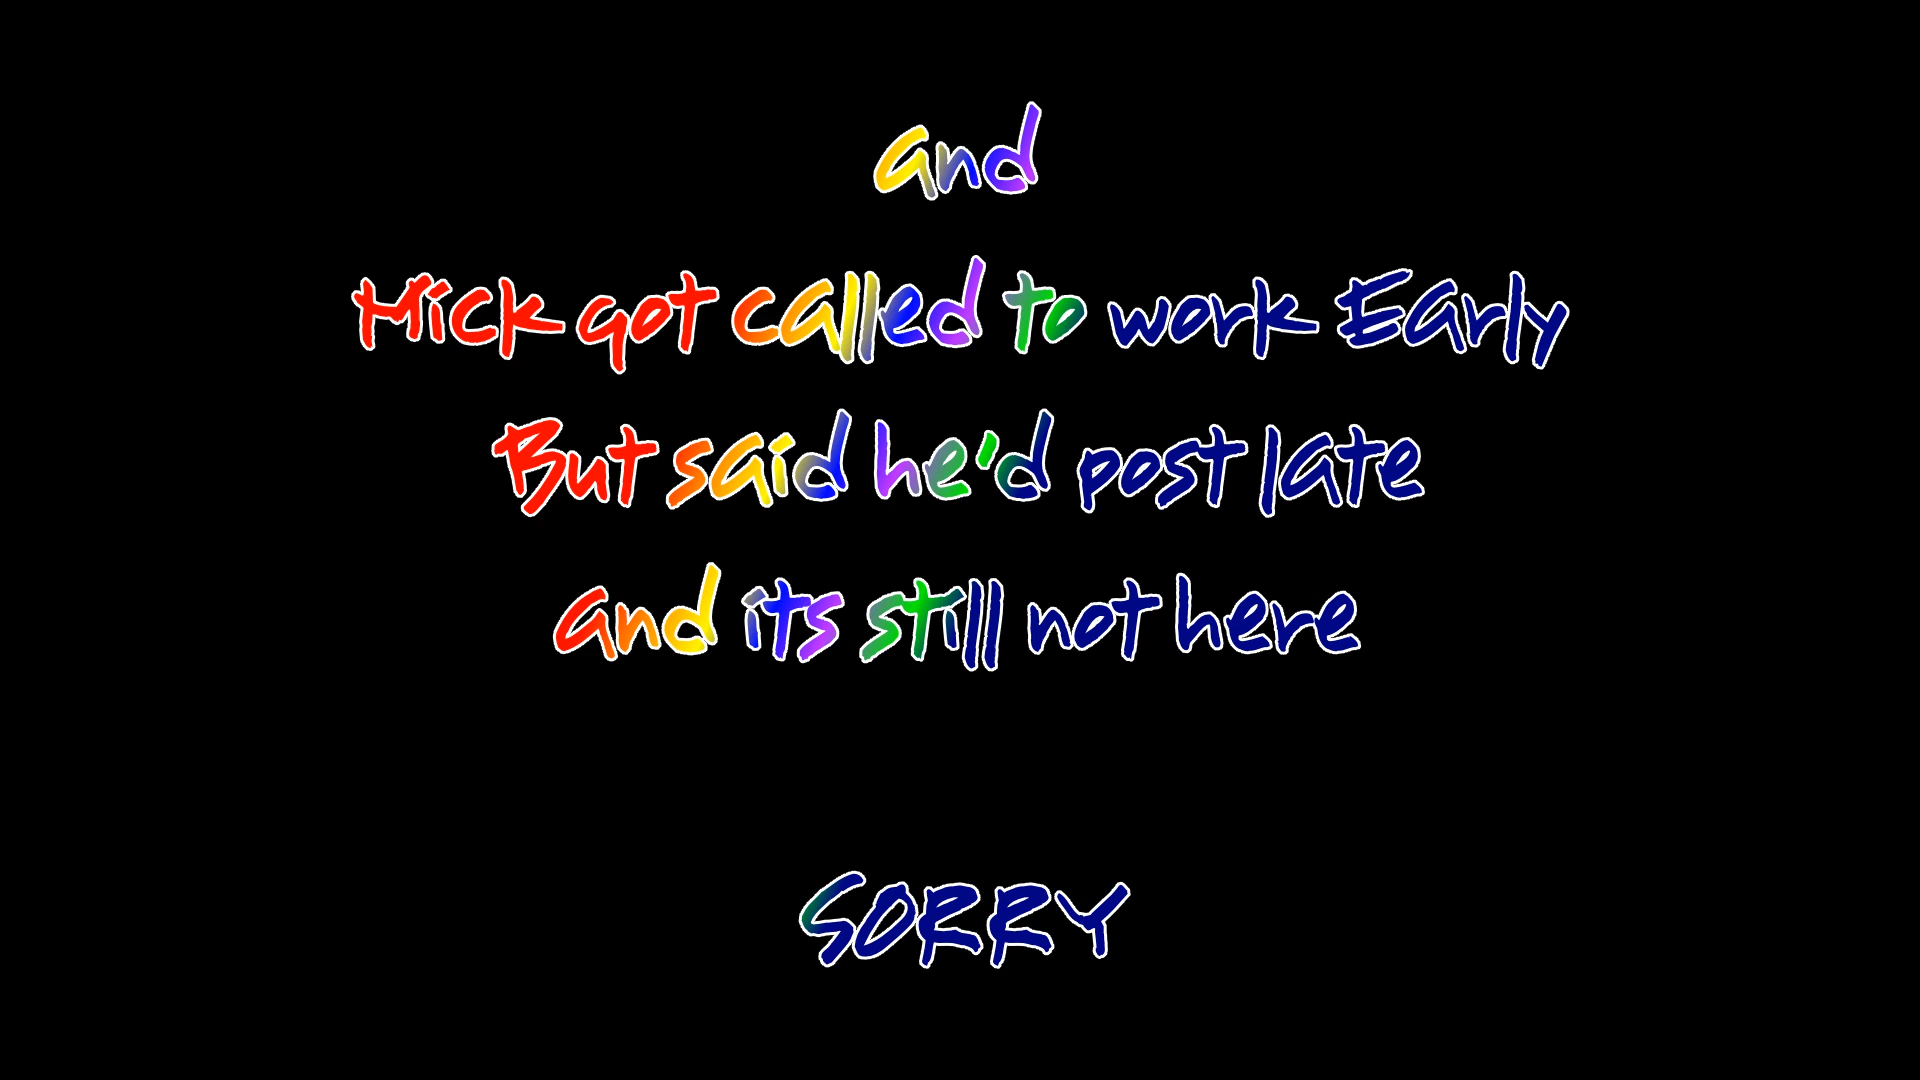 and
Mick got called to work Early
But said he'd post late
and its still not here
SORRY